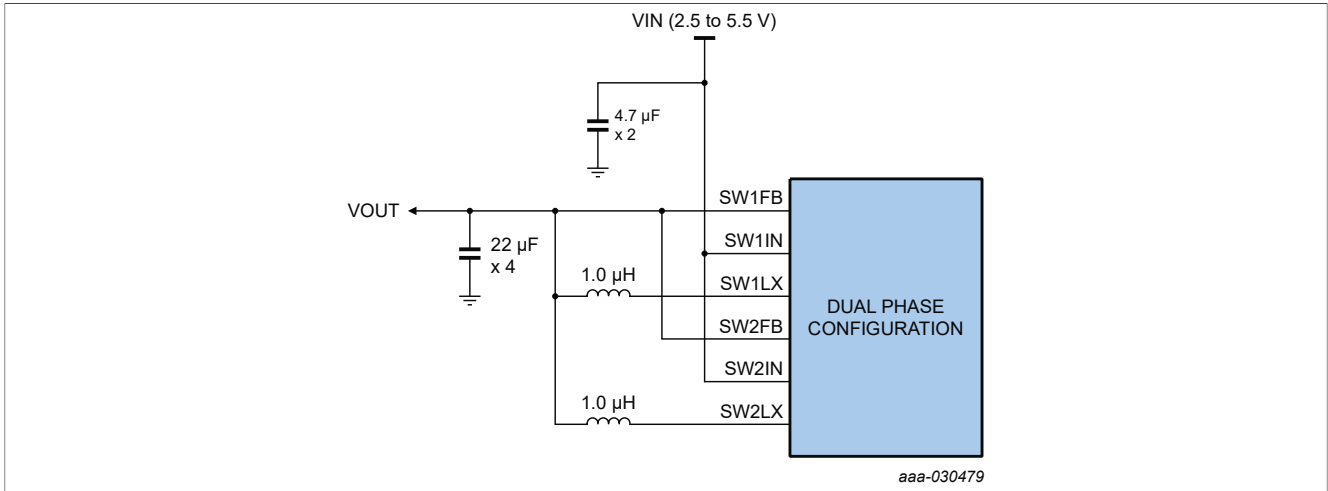 VIN (2.5 to 5.5 V)
4.7 µF
x 2
SW1FB
VOUT
22 µF
x 4
SW1IN
1.0 µH
SW1LX
DUAL PHASE
CONFIGURATION
SW2FB
SW2IN
1.0 µH
SW2LX
aaa-030479